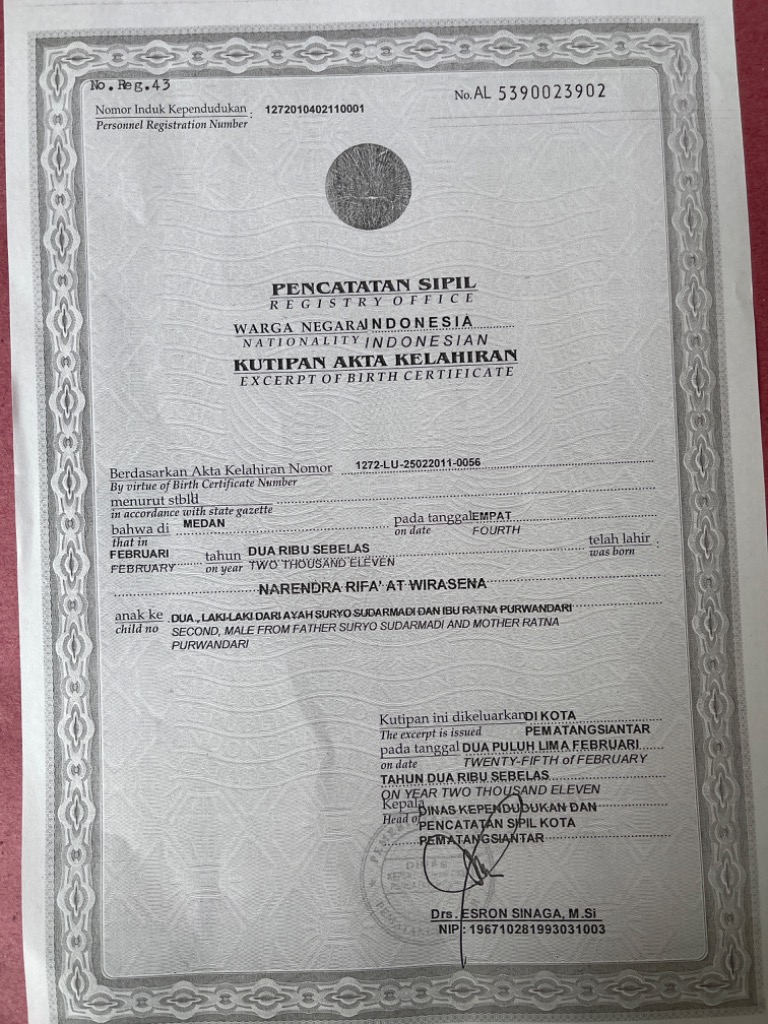 No. Reg.43
No. AL 5390023902
Nomor Induk Kependudukan : 1272010402110001
Personnel Registration Number
PENCATATAN SIPIL
REGISTRY OFFICE
WARGA NEGARA INDONESIA
NATIONALITY INDONESIAN
KUTIPAN AKTA KELAHIRAN
EXCERPT OF BIRTH CERTIFICATE
Berdasarkan Akta Kelahiran Nomor 1272-LU-25022011-0056
By virtue of Birth Certificate Number
menurut stbld
in accordance with state gazette
bahwa di MEDAN pada tanggal EMPAT
that in on date FOURTH
FEBRUARI tahun DUA RIBU SEBELAS telah lahir :
FEBRUARY on year TWO THOUSAND ELEVEN was born
NARENDRA RIFA' AT WIRASENA
anak ke DUA., LAKI-LAKI DARI AYAH SURYO SUDARMADI DAN IBU RATNA PURWANDARI
child no SECOND, MALE FROM FATHER SURYO SUDARMADI AND MOTHER RATNA
PURWANDARI
Kutipan ini dikeluarkan DI KOTA
The excerpt is issued PEMATANGSIANTAR
pada tanggal DUA PULUH LIMA FEBRUARI
on date TWENTY-FIFTH of FEBRUARY
TAHUN DUA RIBU SEBELAS
ON YEAR TWO THOUSAND ELEVEN
Kepala DINAS KEPENDUDUKAN DAN
Head of PENCATATAN SIPIL KOTA
PEMATANGSIANTAR
Drs. ESRON SINAGA, M.Si
NIP : 196710281993031003